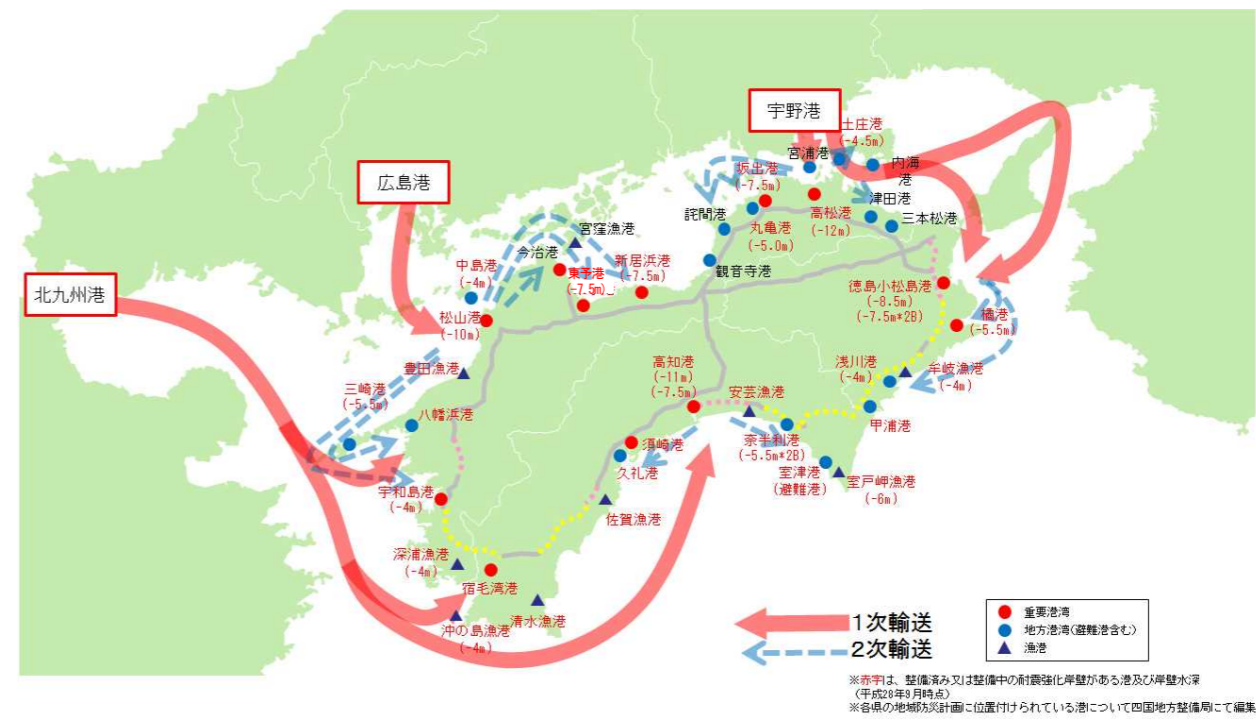 宇野港
土庄港
(-4.5m)
宮浦港
内海
港
坂出港
(-7.5m)
広島港
津田港
高松港
(-12m)
三本松港
詫間港
丸亀港
(-5.0m)
宮窪漁港
今治港
新居浜港
(-7.5m)
観音寺港
東予港
(-7.5m)
中島港
(-4m)
北九州港
徳島小松島港
(-8.5m)
(-7.5m*2B)
松山港
(-10m)
橘港
(-5.5m)
豊田漁港
高知港
(-11m)
(-7.5m)
浅川港
(-4m)
牟岐漁港
(-4m)
三崎港
(-5.5m)
安芸漁港
八幡浜港
甲浦港
須崎港
奈半利港
(-5.5m*2B)
久礼港
室津港
(避難港)
室戸岬漁港
(-6m)
宇和島港
(-4m)
佐賀漁港
深浦漁港
(-4m)
宿毛湾港
清水漁港
沖の島漁港
(-4m)
1次輸送
2次輸送
重要港湾
地方港湾(避難港含む)
漁港
※赤字は、整備済み又は整備中の耐震強化岸壁がある港及び岸壁水深
(平成28年9月時点)
※各県の地域防災計画に位置付けられている港について四国地方整備局にて編集